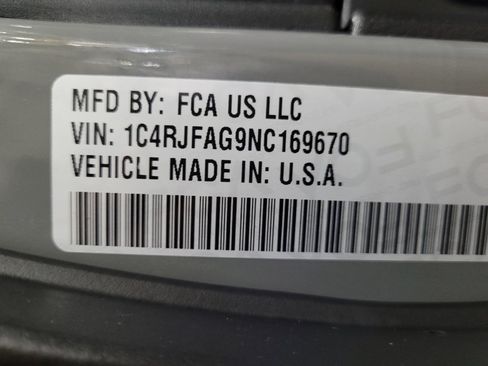 MFD BY: FCA US LLC
VIN: 1C4RJFAG9NC169670
VEHICLE MADE IN: U.S.A.